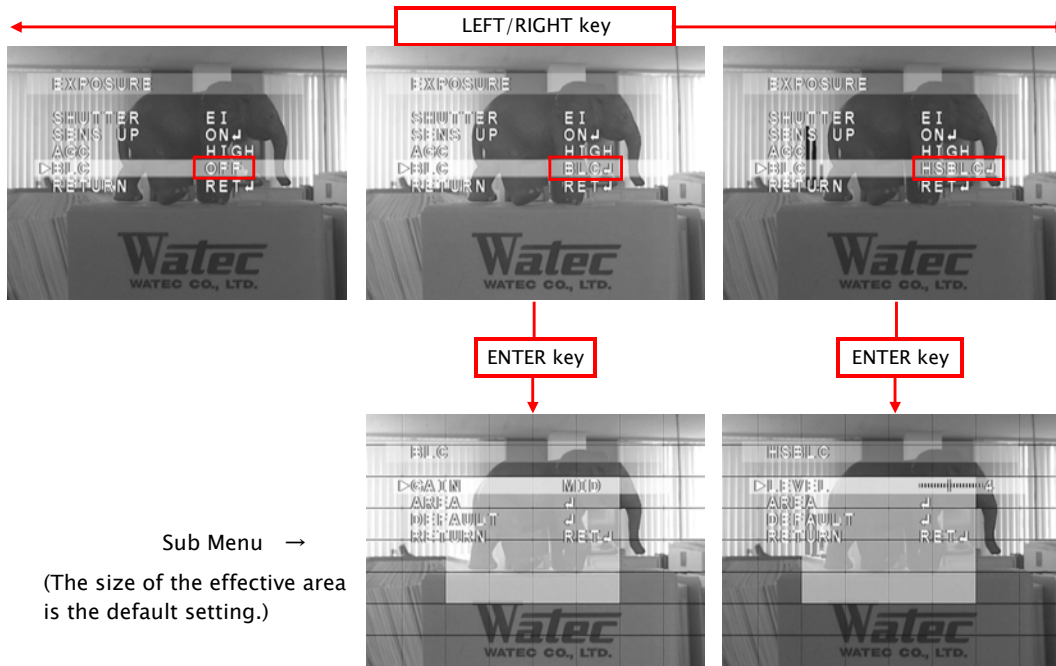 LEFT/RIGHT key
EXPOSURE
SHUTTER EI
SENS UP ON↲
AGC HIGH
▷BLC OFF
RETURN RET↲
Watec
WATEC CO., LTD.
EXPOSURE
SHUTTER EI
SENS UP ON↲
AGC HIGH
▷BLC BLC↲
RETURN RET↲
Watec
WATEC CO., LTD.
EXPOSURE
SHUTTER EI
SENS UP ON↲
AGC HIGH
▷BLC HSBLC↲
RETURN RET↲
Watec
WATEC CO., LTD.
ENTER key
ENTER key
Sub Menu →
(The size of the effective area
is the default setting.)
BLC
▷GAIN MID
AREA ↲
DEFAULT ↲
RETURN RET↲
Watec
WATEC CO., LTD.
HSBLC
▷LEVEL 4
AREA ↲
DEFAULT ↲
RETURN RET↲
Watec
WATEC CO., LTD.